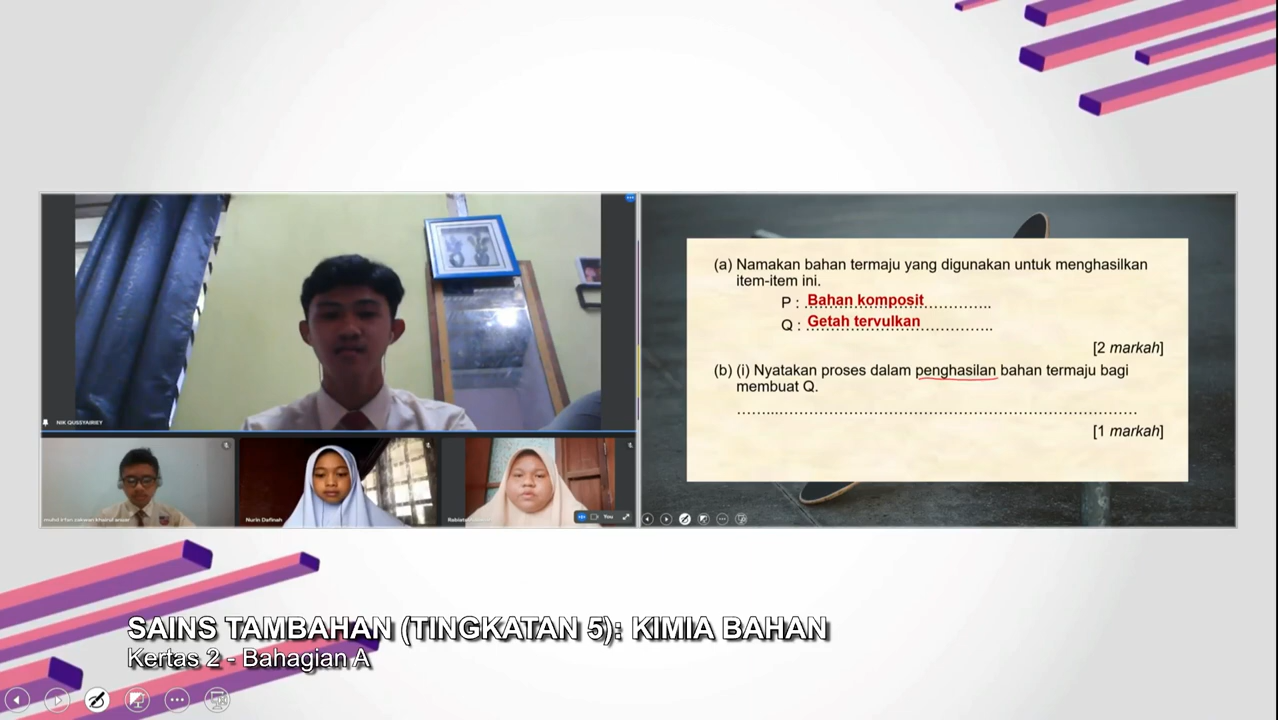 NIK QUSSYAIRIEY
Nurin Dafinah
You
(a) Namakan bahan termaju yang digunakan untuk menghasilkan
item-item ini.
P : Bahan komposit…………..
Q : Getah tervulkan…………..
[2 markah]
(b) (i) Nyatakan proses dalam penghasilan bahan termaju bagi
membuat Q.
…………………………………………………………………
[1 markah]
SAINS TAMBAHAN (TINGKATAN 5): KIMIA BAHAN
Kertas 2 - Bahagian A